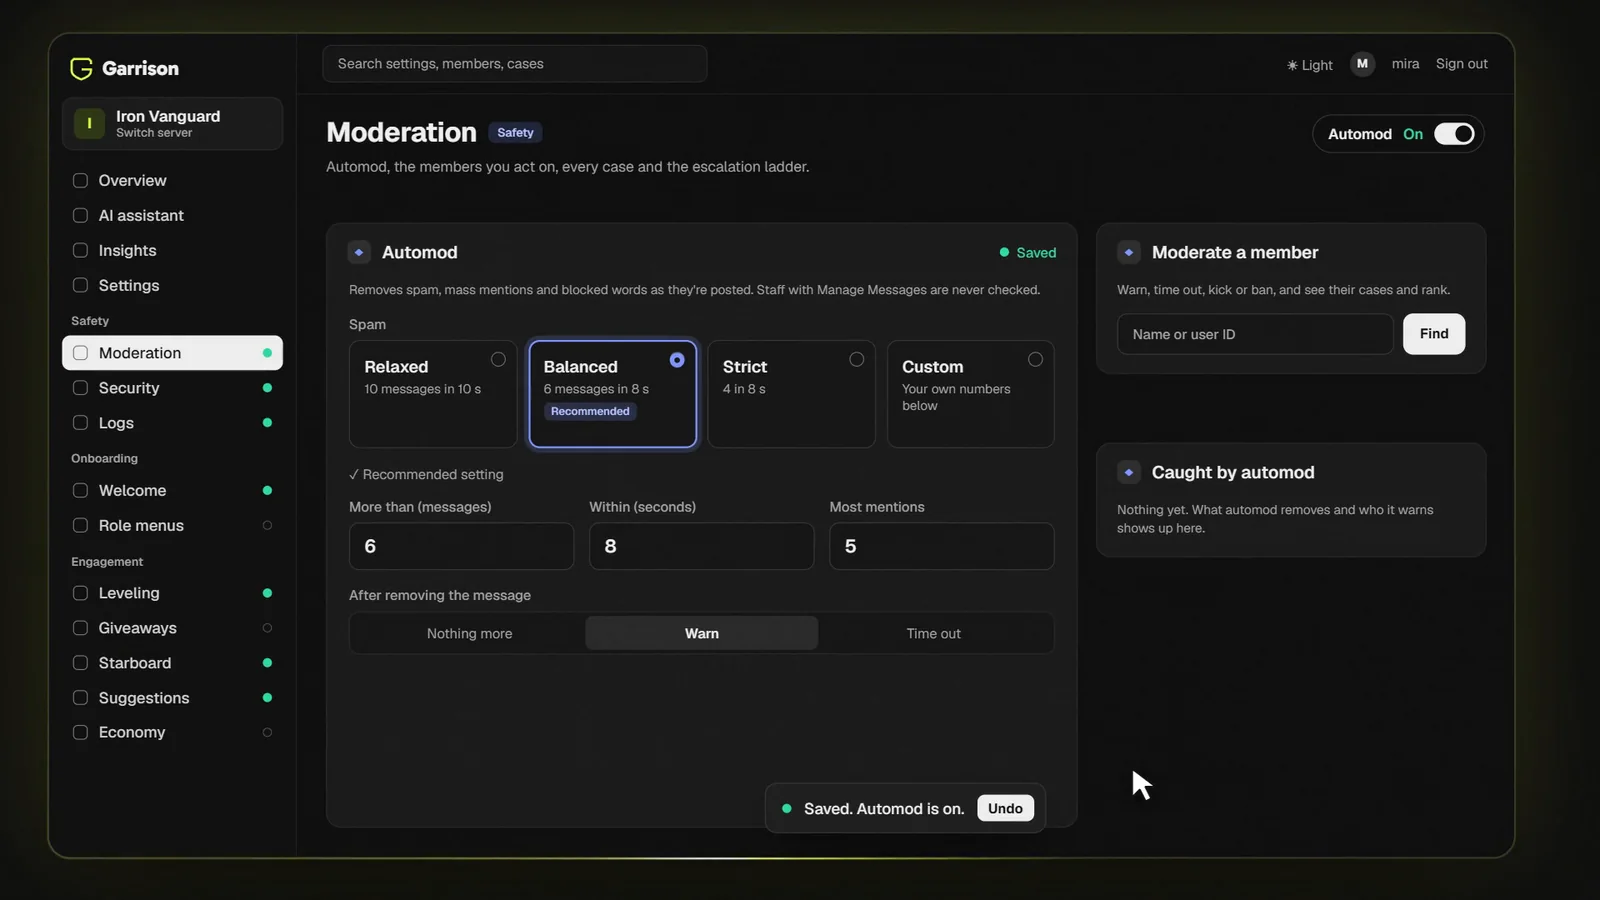 Garrison
Search settings, members, cases
Light
M
mira
Sign out
I
Iron Vanguard
Switch server
Overview
AI assistant
Insights
Settings
Safety
Moderation
Security
Logs
Onboarding
Welcome
Role menus
Engagement
Leveling
Giveaways
Starboard
Suggestions
Economy
Moderation
Safety
Automod, the members you act on, every case and the escalation ladder.
Automod On
Automod
Saved
Removes spam, mass mentions and blocked words as they're posted. Staff with Manage Messages are never checked.
Spam
Relaxed
10 messages in 10 s
Balanced
6 messages in 8 s
Recommended
Strict
4 in 8 s
Custom
Your own numbers
below
✓ Recommended setting
More than (messages)
6
Within (seconds)
8
Most mentions
5
After removing the message
Nothing more
Warn
Time out
Saved. Automod is on.
Undo
Moderate a member
Warn, time out, kick or ban, and see their cases and rank.
Name or user ID
Find
Caught by automod
Nothing yet. What automod removes and who it warns
shows up here.